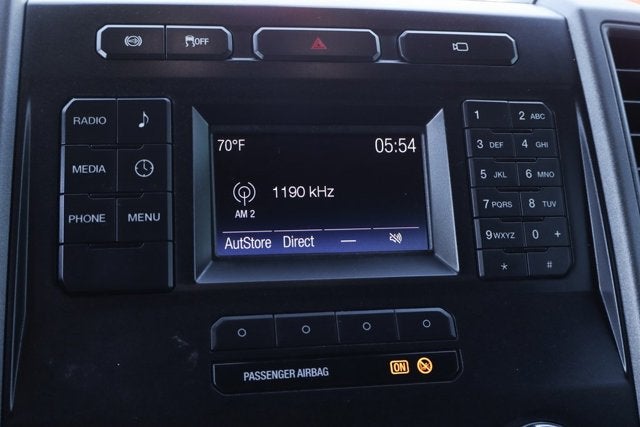 OFF
RADIO
MEDIA
PHONE MENU
70°F 05:54
1190 kHz
AM 2
AutoStore Direct —
1 2 ABC
3 DEF 4 GHI
5 JKL 6 MNO
7 PQRS 8 TUV
9 WXYZ 0 +
* #
PASSENGER AIRBAG ON